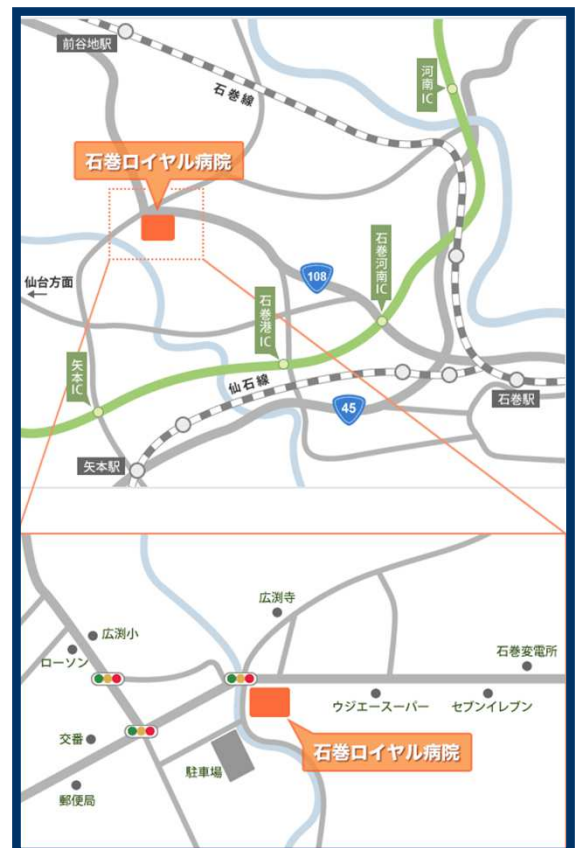 前谷地駅
石巻線
河南IC
石巻ロイヤル病院
石巻河南IC
108
仙台方面
←
石巻港IC
矢本IC
仙石線
石巻駅
45
矢本駅
広渕寺
広渕小
石巻変電所
ローソン
ウジエースーパー
セブンイレブン
交番
石巻ロイヤル病院
駐車場
郵便局